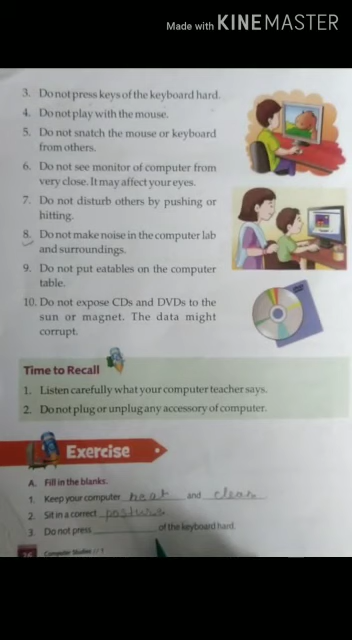 Made with KINEMASTER
3. Do not press keys of the keyboard hard.
4. Do not play with the mouse.
5. Do not snatch the mouse or keyboard
from others.
6. Do not see monitor of computer from
very close. It may affect your eyes.
7. Do not disturb others by pushing or
hitting.
8. Do not make noise in the computer lab
and surroundings.
9. Do not put eatables on the computer
table.
10. Do not expose CDs and DVDs to the
sun or magnet. The data might
corrupt.
Time to Recall
1. Listen carefully what your computer teacher says.
2. Do not plug or unplug any accessory of computer.
Exercise
A. Fill in the blanks.
1. Keep your computer neat and clean
2. Sit in a correct posture
3. Do not press of the keyboard hard.
Computer Studies // 1